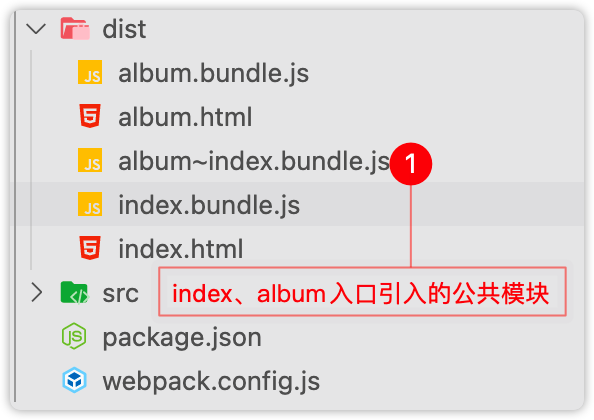 dist
JS album.bundle.js
5 album.html
JS album~index.bundle.js
1
JS index.bundle.js
5 index.html
src
index、album入口引入的公共模块
JS package.json
webpack.config.js